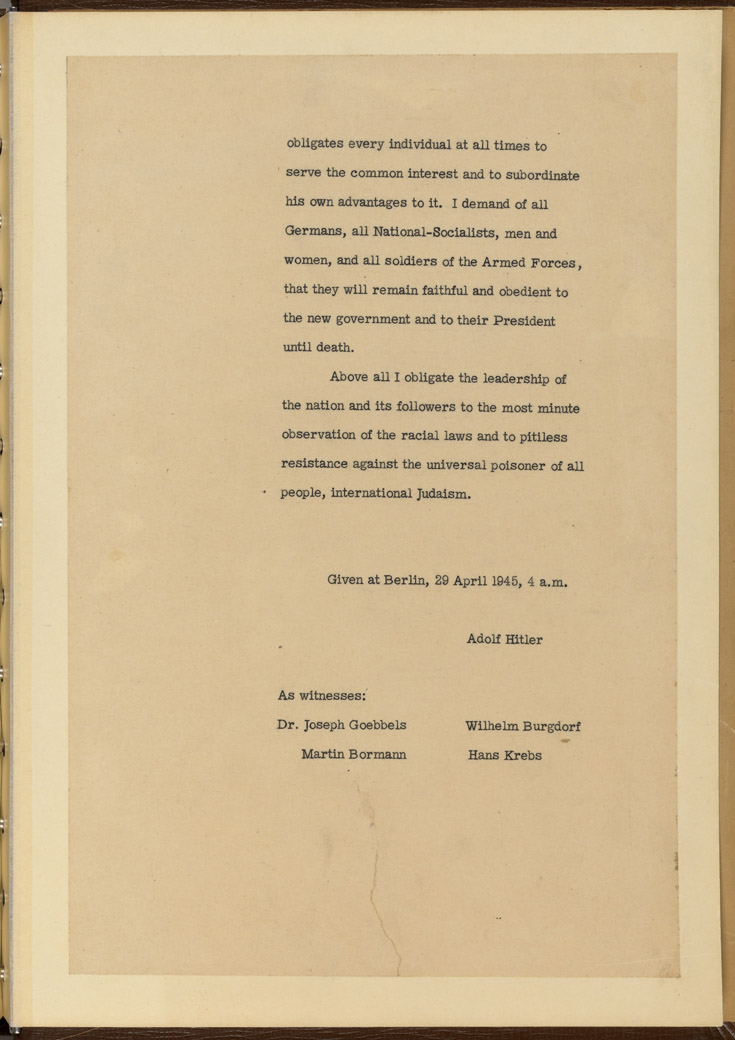 obligates every individual at all times to
serve the common interest and to subordinate
his own advantages to it. I demand of all
Germans, all National-Socialists, men and
women, and all soldiers of the Armed Forces,
that they will remain faithful and obedient to
the new government and to their President
until death.
Above all I obligate the leadership of
the nation and its followers to the most minute
observation of the racial laws and to pitiless
resistance against the universal poisoner of all
people, international Judaism.
Given at Berlin, 29 April 1945, 4 a.m.
Adolf Hitler
As witnesses:
Dr. Joseph Goebbels Wilhelm Burgdorf
Martin Bormann Hans Krebs